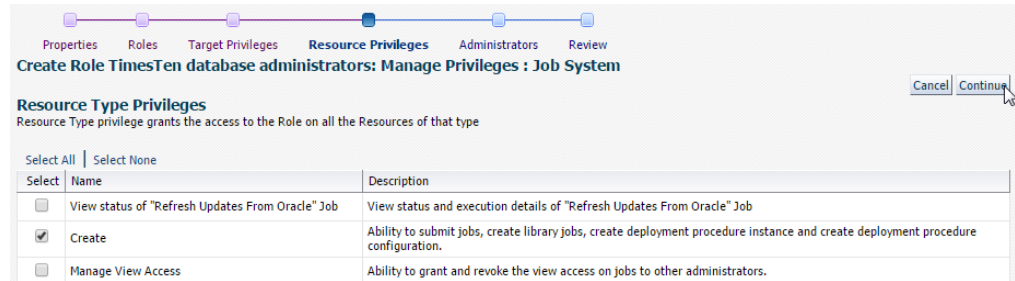 Properties Roles Target Privileges Resource Privileges Administrators Review
Create Role TimesTen database administrators: Manage Privileges : Job System
Cancel Continue
Resource Type Privileges
Resource Type privilege grants the access to the Role on all the Resources of that type
Select All | Select None
Select Name Description
View status of "Refresh Updates From Oracle" Job View status and execution details of "Refresh Updates From Oracle" Job
Create Ability to submit jobs, create library jobs, create deployment procedure instance and create deployment procedure
configuration.
Manage View Access Ability to grant and revoke the view access on jobs to other administrators.